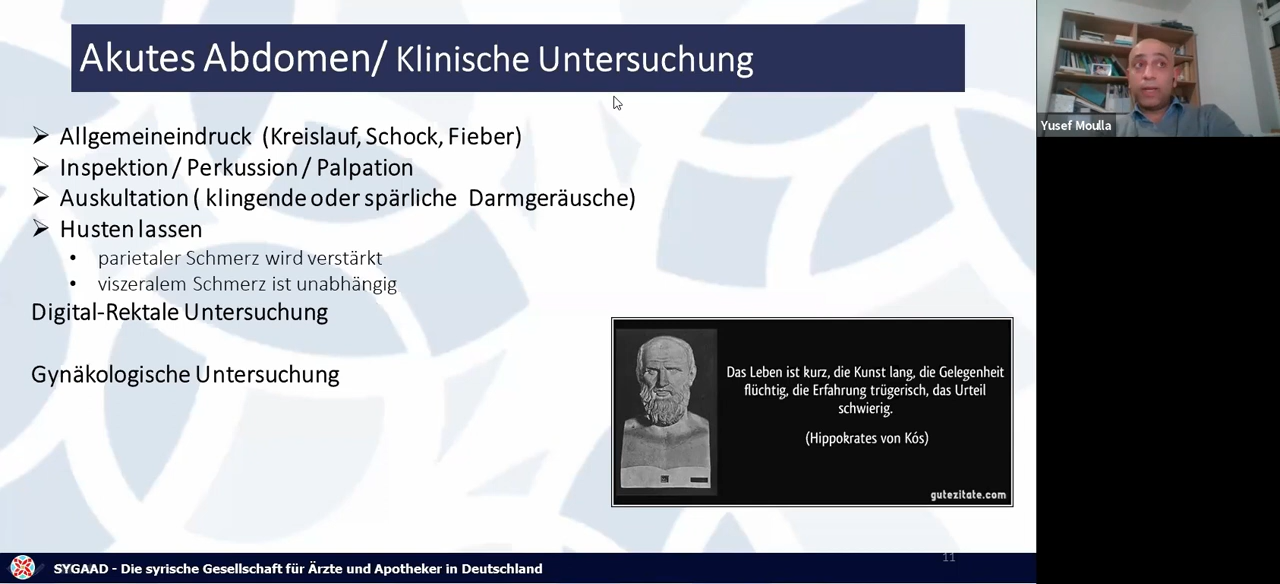 Akutes Abdomen/ Klinische Untersuchung
Allgemeineindruck (Kreislauf, Schock, Fieber)
Inspektion / Perkussion / Palpation
Auskultation ( klingende oder spärliche Darmgeräusche)
Husten lassen
parietaler Schmerz wird verstärkt
viszeralem Schmerz ist unabhängig
Digital-Rektale Untersuchung
Gynäkologische Untersuchung
Das Leben ist kurz, die Kunst lang, die Gelegenheit
flüchtig, die Erfahrung trügerisch, das Urteil
schwierig.
(Hippokrates von Kós)
gutezitate.com
11
SYGAAD - Die syrische Gesellschaft für Ärzte und Apotheker in Deutschland
Yusef Moulla